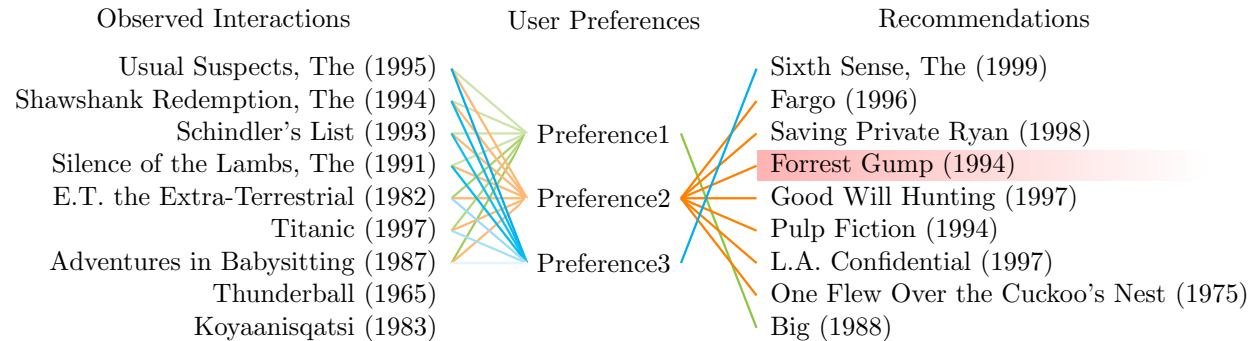 Observed Interactions
Usual Suspects, The (1995)
Shawshank Redemption, The (1994)
Schindler's List (1993)
Silence of the Lambs, The (1991)
E.T. the Extra-Terrestrial (1982)
Titanic (1997)
Adventures in Babysitting (1987)
Thunderball (1965)
Koyaanisqatsi (1983)
User Preferences
Preference1
Preference2
Preference3
Recommendations
Sixth Sense, The (1999)
Fargo (1996)
Saving Private Ryan (1998)
Forrest Gump (1994)
Good Will Hunting (1997)
Pulp Fiction (1994)
L.A. Confidential (1997)
One Flew Over the Cuckoo's Nest (1975)
Big (1988)